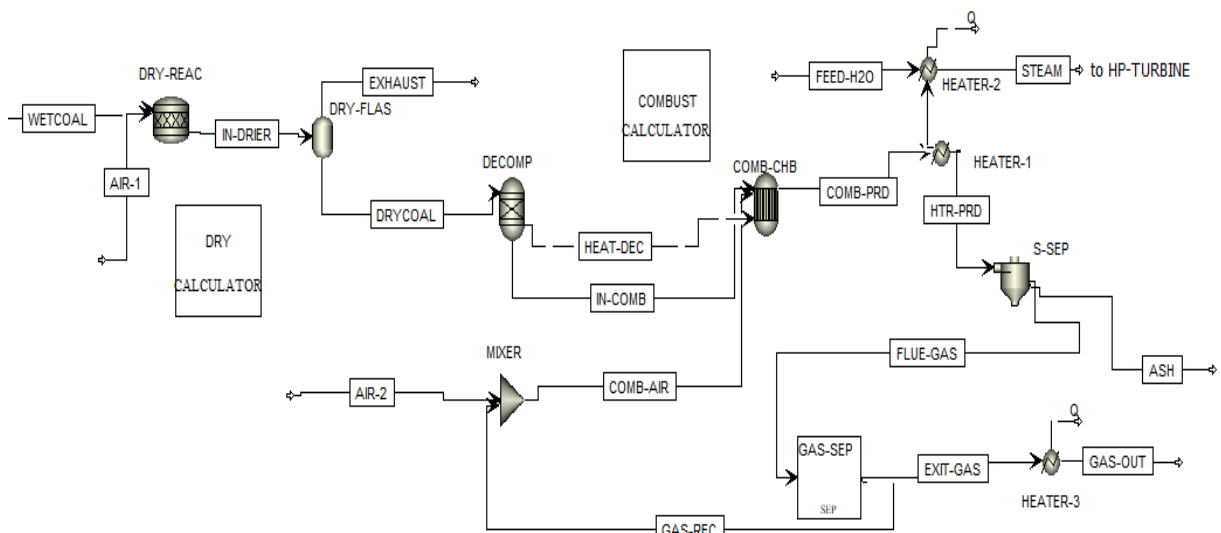 Q
DRY-REAC
EXHAUST
FEED-H2O
STEAM
to HP-TURBINE
HEATER-2
WETCOAL
DRY-FLAS
COMBUST
CALCULATOR
IN-DRIER
DECOMP
COMB-CHB
HEATER-1
AIR-1
COMB-PRD
DRYCOAL
HTR-PRD
DRY
CALCULATOR
HEAT-DEC
S-SEP
IN-COMB
MIXER
FLUE-GAS
ASH
AIR-2
COMB-AIR
Q
GAS-SEP
EXIT-GAS
GAS-OUT
HEATER-3
SEP
GAS-REC